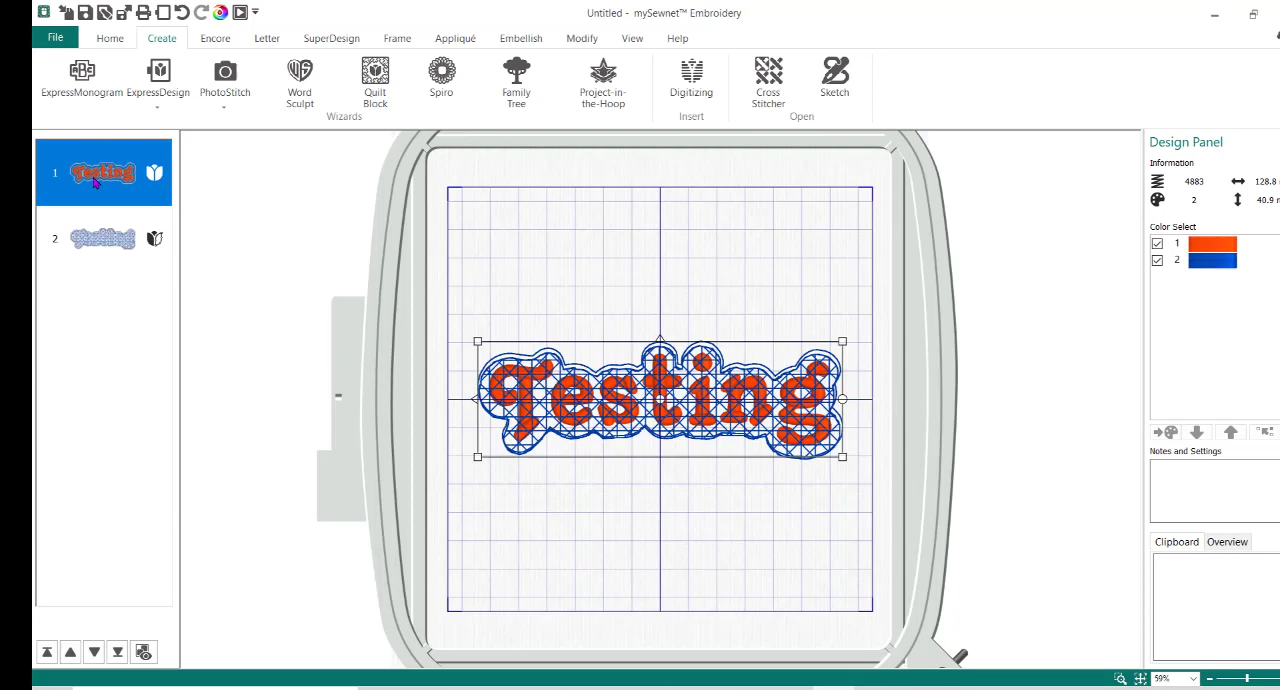 Untitled - mySewnet™ Embroidery
File Home Create Encore Letter SuperDesign Frame Appliqué Embellish Modify View Help
ExpressMonogram ExpressDesign PhotoStitch Word Sculpt Quilt Block Spiro Family Tree Project-in-the-Hoop Digitizing Cross Stitcher Sketch
Wizards Insert Open
1 Testing
2
Testing
Design Panel
Information
4883 128.8
2 40.9
Color Select
1
2
Notes and Settings
Clipboard Overview
59%